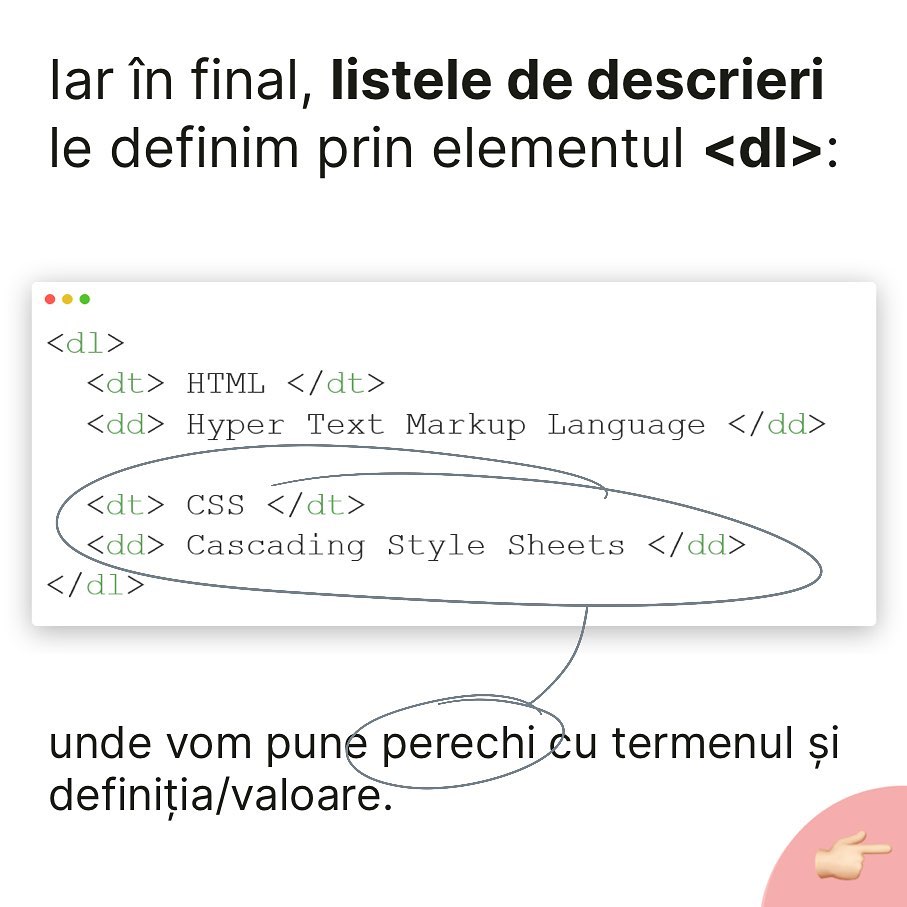 Iar în final, listele de descrieri
le definim prin elementul <dl>:
<dl>
<dt> HTML </dt>
<dd> Hyper Text Markup Language </dd>
<dt> CSS </dt>
<dd> Cascading Style Sheets </dd>
</dl>
unde vom pune perechi cu termenul și
definiția/valoare.